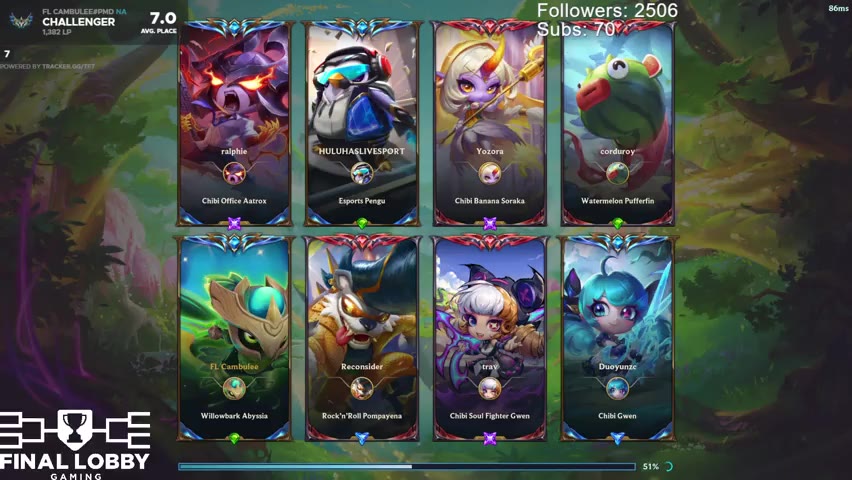 FL CAMBULEE#PMD NA
CHALLENGER
1,382 LP
7.0
AVG. PLACE
7
POWERED BY TRACKER.GG/TFT
Followers: 2506
Subs: 70
86ms
ralphie
Chibi Office Aatrox
HULUHASLIVESPORT
Esports Pengu
Yozora
Chibi Banana Soraka
corduroy
Watermelon Pufferfin
FL Cambulee
Willowbark Abyssia
Reconsider
Rock'n'Roll Pompayena
trav
Chibi Soul Fighter Gwen
Duoyunzc
Chibi Gwen
FINAL LOBBY
GAMING
51%